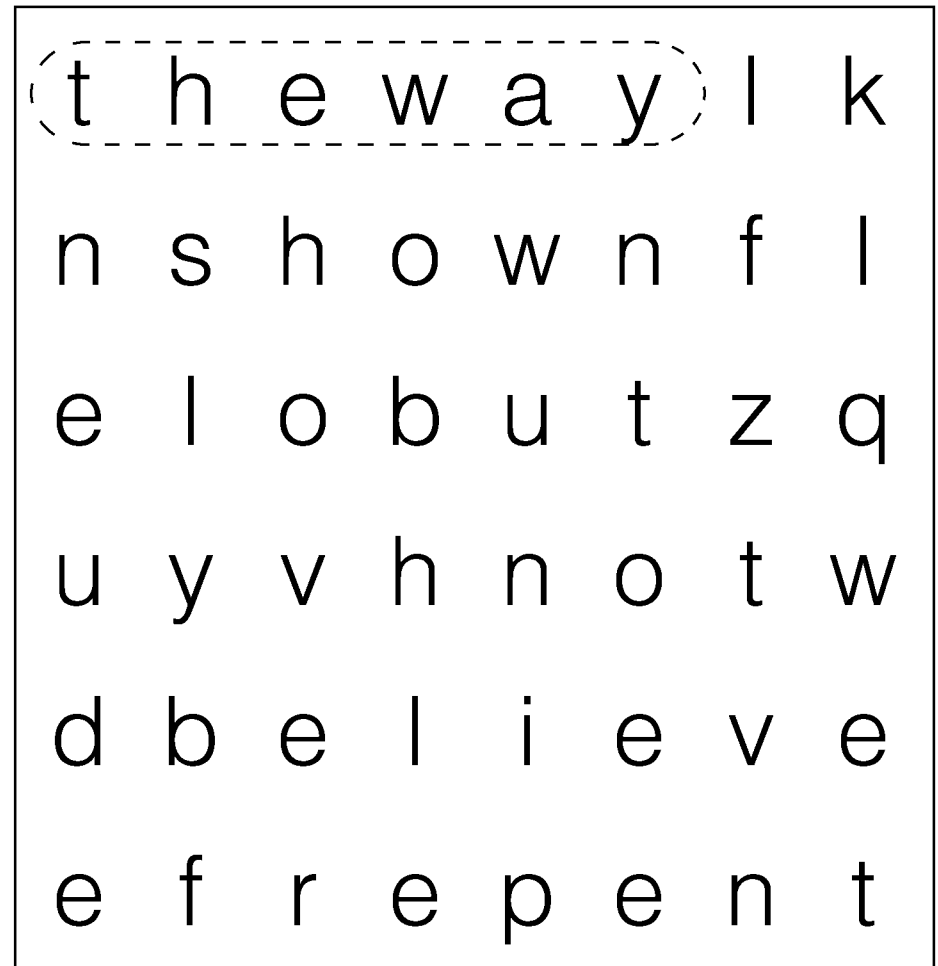 t h e w a y l k
n s h o w n f l
e l o b u t z q
u y v h n o t w
d b e l i e v e
e f r e p e n t